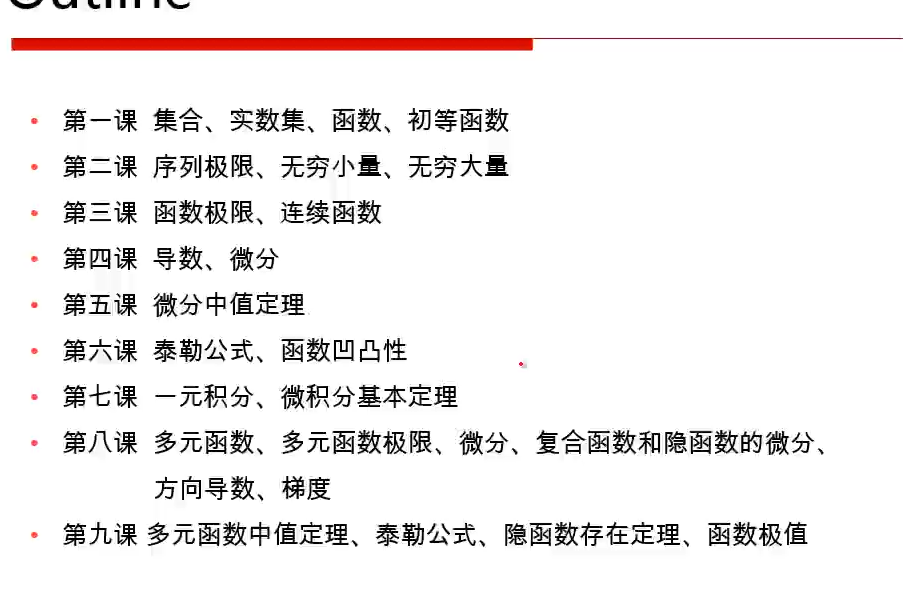 Outline
第一课 集合、实数集、函数、初等函数
第二课 序列极限、无穷小量、无穷大量
第三课 函数极限、连续函数
第四课 导数、微分
第五课 微分中值定理
第六课 泰勒公式、函数凹凸性
第七课 一元积分、微积分基本定理
第八课 多元函数、多元函数极限、微分、复合函数和隐函数的微分、
方向导数、梯度
第九课 多元函数中值定理、泰勒公式、隐函数存在定理、函数极值